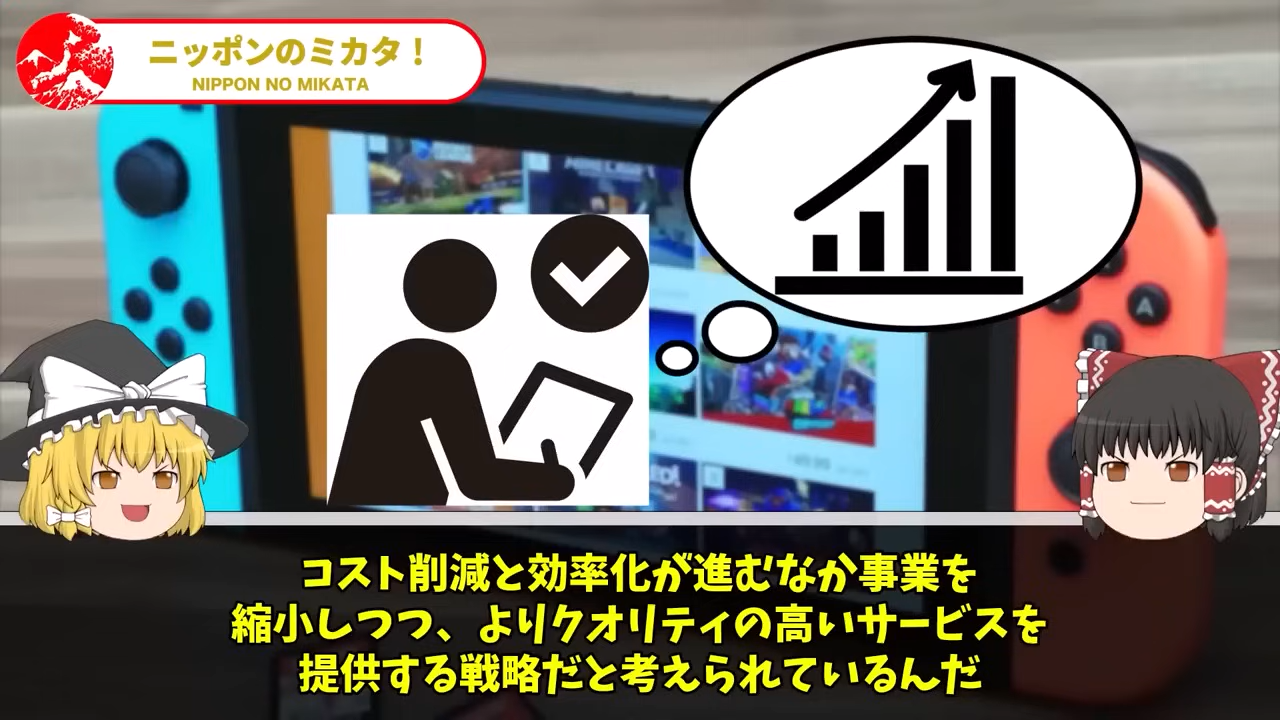 ニッポンのミカタ！
NIPPON NO MIKATA
A
B
コスト削減と効率化が進むなか事業を
縮小しつつ、よりクオリティの高いサービスを
提供する戦略だと考えられているんだ